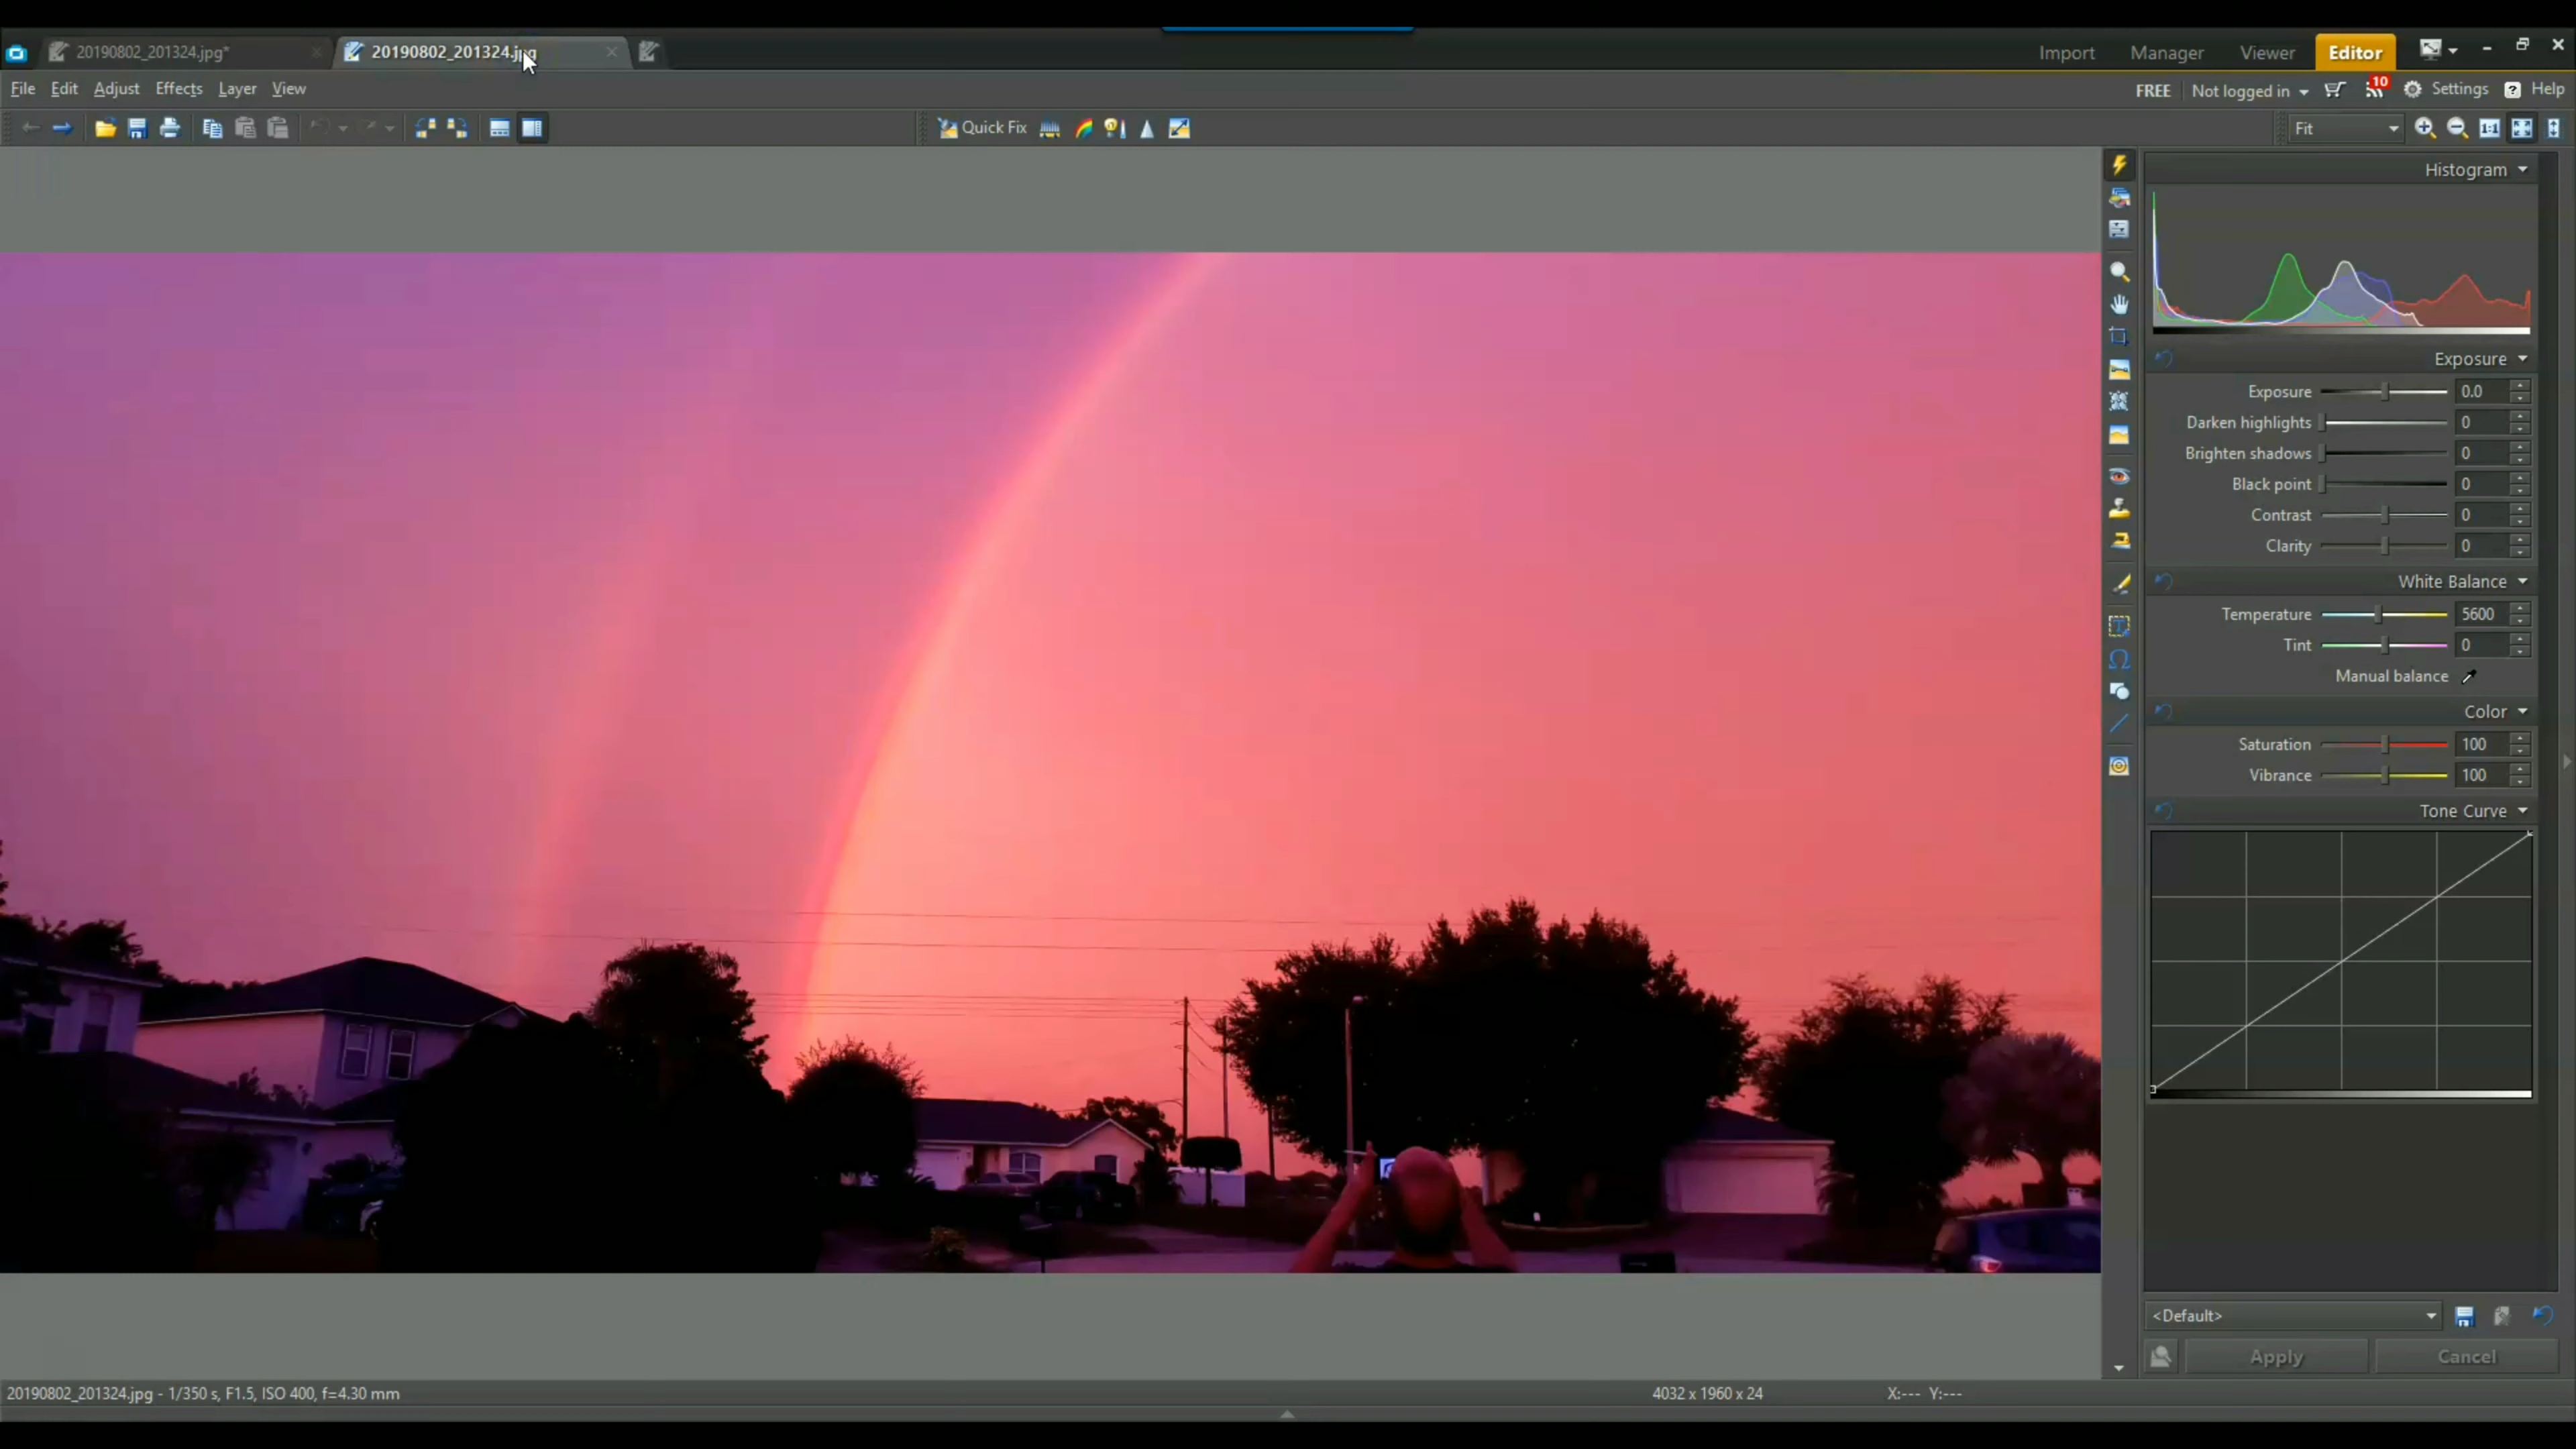 20190802_201324.jpg* 20190802_201324.jpg Import Manager Viewer Editor
File Edit Adjust Effects Layer View FREE Not logged in 10 Settings ? Help
Quick Fix Fit 1:1
Histogram
Exposure
Exposure 0.0
Darken highlights 0
Brighten shadows 0
Black point 0
Contrast 0
Clarity 0
White Balance
Temperature 5600
Tint 0
Manual balance
Color
Saturation 100
Vibrance 100
Tone Curve
<Default>
Apply Cancel
20190802_201324.jpg - 1/350 s, F1.5, ISO 400, f=4.30 mm 4032 x 1960 x 24 X:--- Y:---